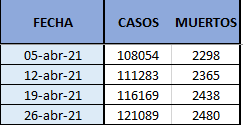 FECHA CASOS MUERTOS
05-abr-21 108054 2298
12-abr-21 111283 2365
19-abr-21 116169 2438
26-abr-21 121089 2480